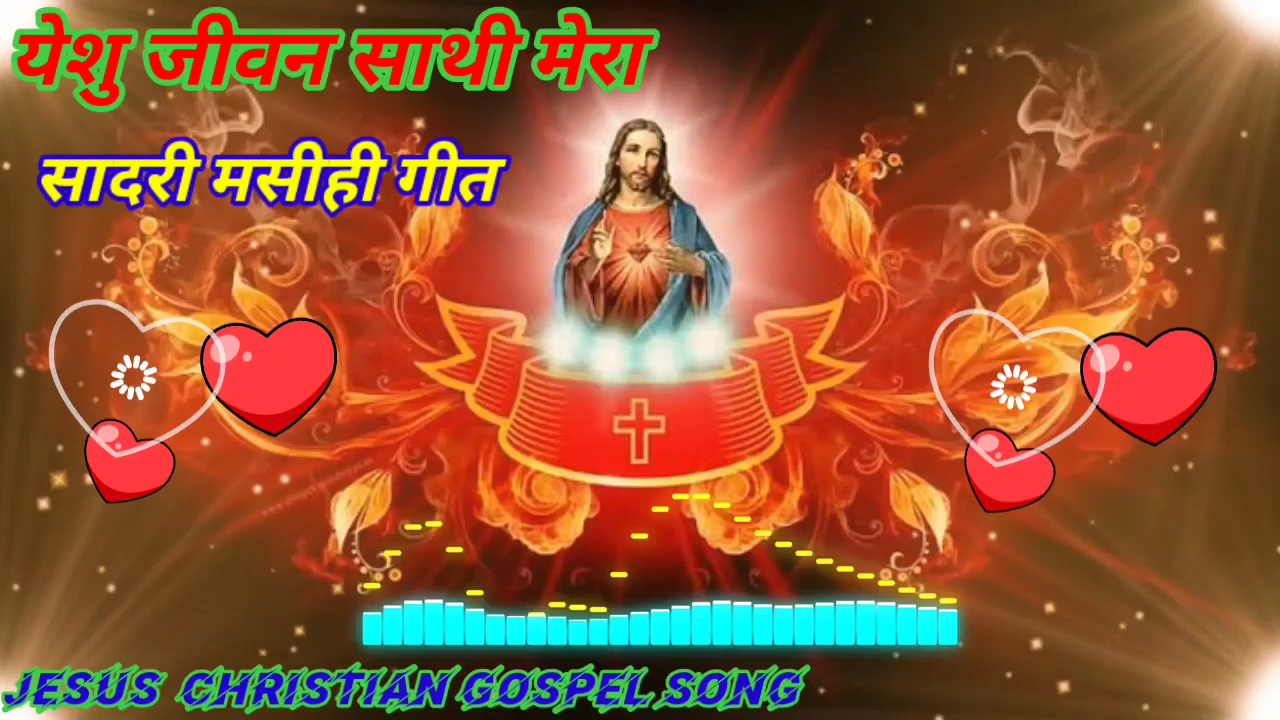 येशु जीवन साथी मेरा
सादरी मसीही गीत
JESUS CHRISTIAN GOSPEL SONG